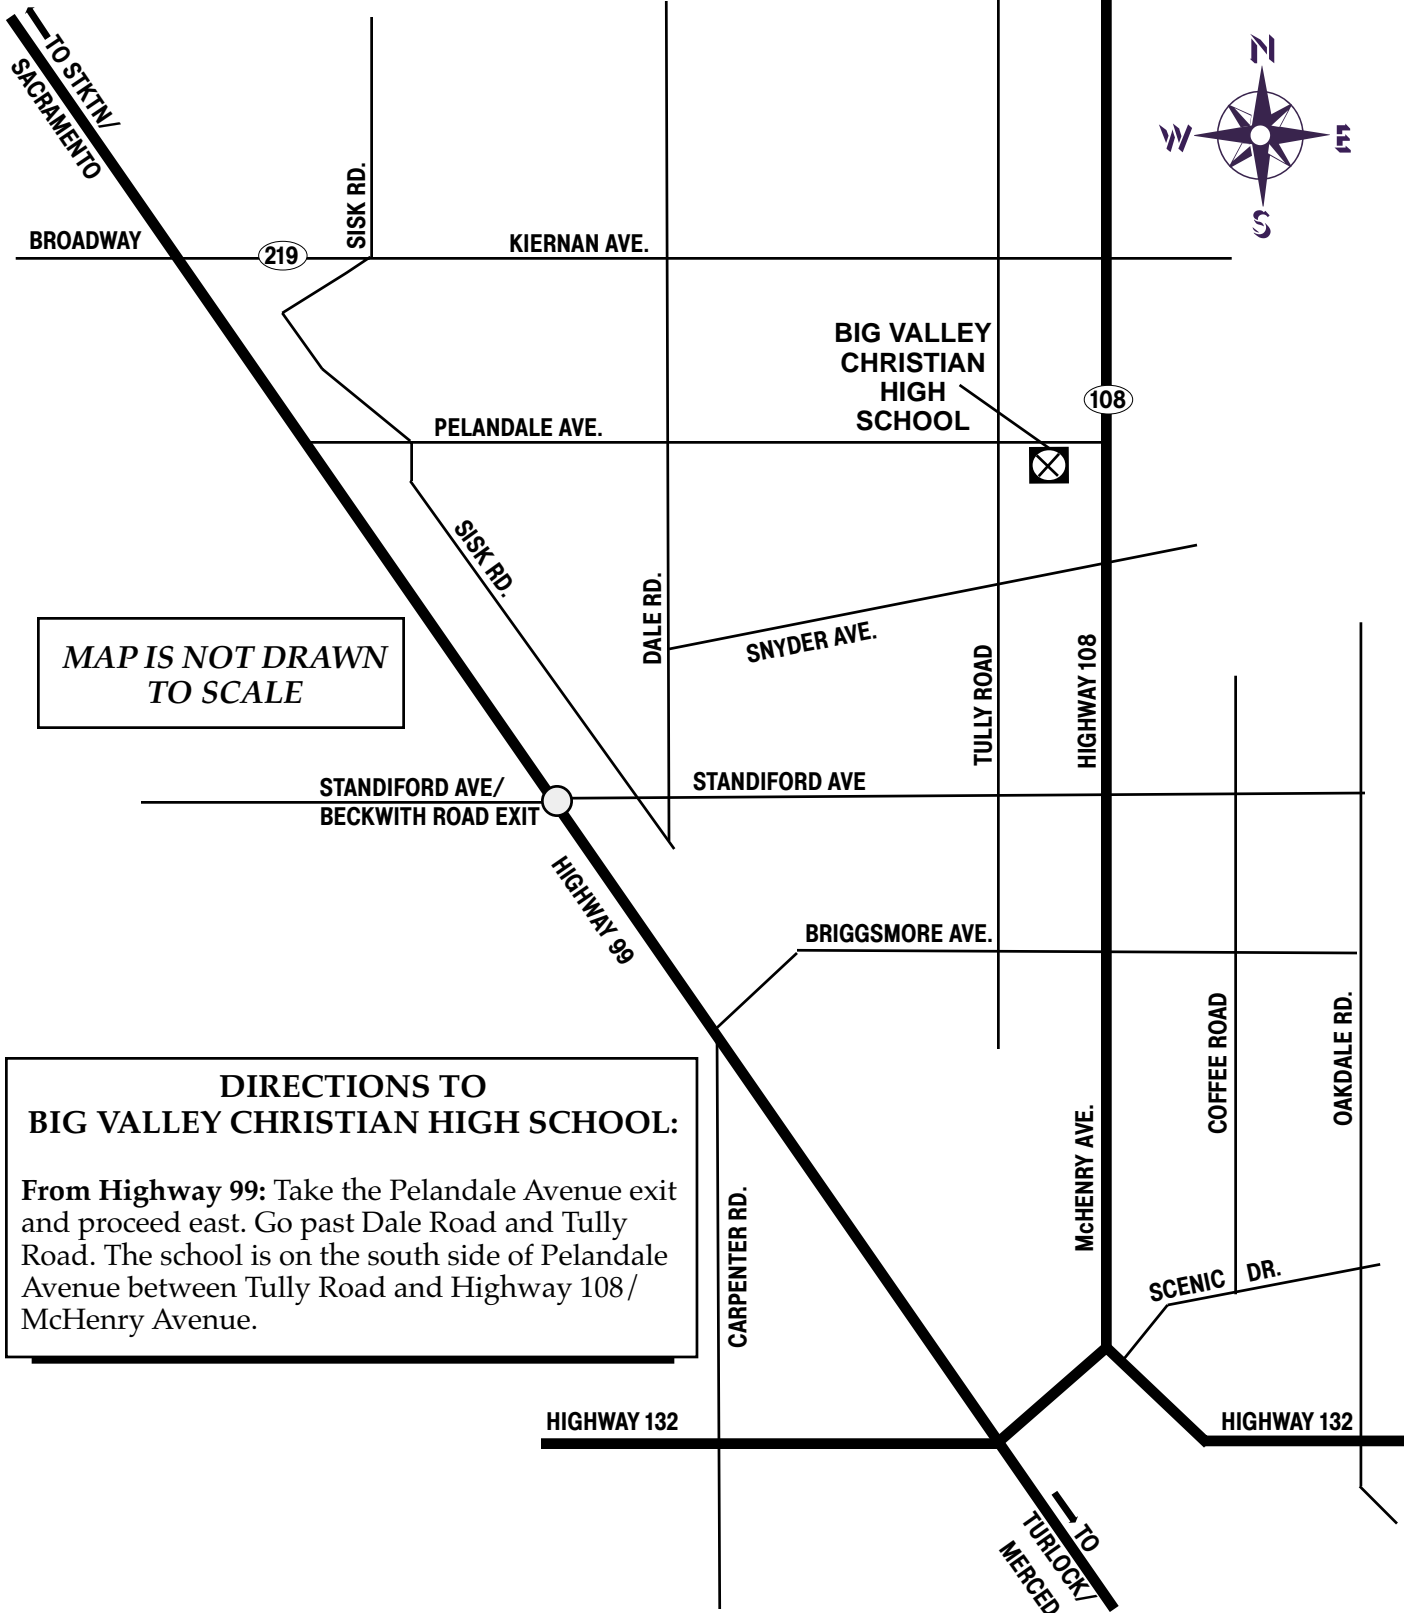 N
W
E
S
TO STKTN/
SACRAMENTO
SISK RD.
BROADWAY
219
KIERNAN AVE.
BIG VALLEY
CHRISTIAN
HIGH
SCHOOL
108
PELANDALE AVE.
SISK RD.
DALE RD.
SNYDER AVE.
TULLY ROAD
HIGHWAY 108
MAP IS NOT DRAWN
TO SCALE
STANDIFORD AVE/
BECKWITH ROAD EXIT
STANDIFORD AVE
HIGHWAY 99
BRIGGSMORE AVE.
COFFEE ROAD
OAKDALE RD.
McHENRY AVE.
DIRECTIONS TO
BIG VALLEY CHRISTIAN HIGH SCHOOL:
From Highway 99: Take the Pelandale Avenue exit
and proceed east. Go past Dale Road and Tully
Road. The school is on the south side of Pelandale
Avenue between Tully Road and Highway 108/
McHenry Avenue.
CARPENTER RD.
SCENIC DR.
HIGHWAY 132
HIGHWAY 132
TO
TURLOCK/
MERCED